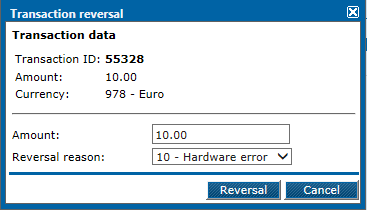 Transaction reversal
Transaction data
Transaction ID: 55328
Amount: 10.00
Currency: 978 - Euro
Amount: 10.00
Reversal reason: 10 - Hardware error
Reversal Cancel